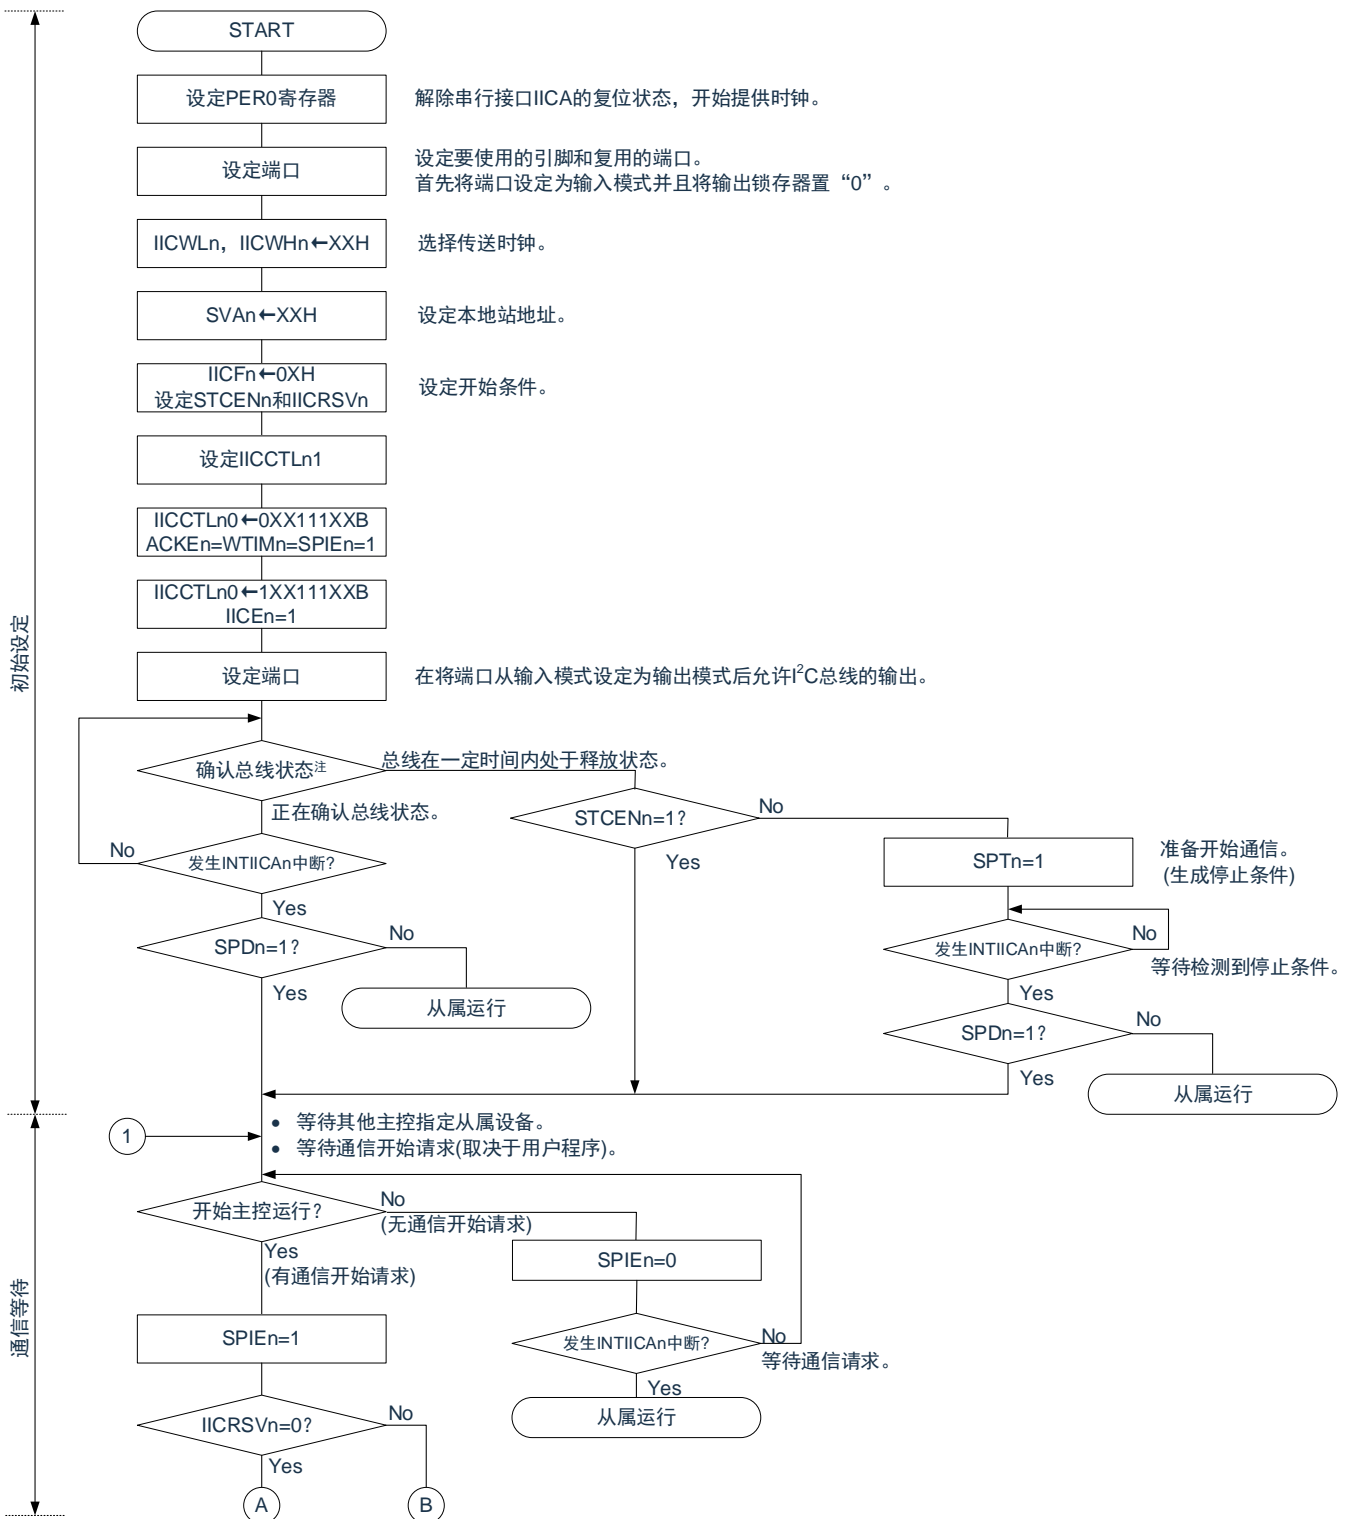 START
设定PER0寄存器
解除串行接口IICA的复位状态，开始提供时钟。
设定端口
设定要使用的引脚和复用的端口。
首先将端口设定为输入模式并且将输出锁存器置“0”。
IICWLn，IICWHn←XXH
选择传送时钟。
SVAn←XXH
设定本地站地址。
IICFn←0XH
设定STCENn和IICRSVn
设定开始条件。
设定IICCTLn1
IICCTLn0←0XX111XXB
ACKEn=WTIMn=SPIEn=1
IICCTLn0←1XX111XXB
IICEn=1
初始设定
设定端口
在将端口从输入模式设定为输出模式后允许I²C总线的输出。
确认总线状态注
总线在一定时间内处于释放状态。
正在确认总线状态。
STCENn=1?
No
Yes
SPTn=1
准备开始通信。
(生成停止条件)
No
发生INTIICAn中断?
Yes
SPDn=1?
No
Yes
从属运行
发生INTIICAn中断?
No
等待检测到停止条件。
Yes
SPDn=1?
No
Yes
从属运行
1
• 等待其他主控指定从属设备。
• 等待通信开始请求(取决于用户程序)。
开始主控运行?
No
(无通信开始请求)
Yes
(有通信开始请求)
SPIEn=0
通信等待
SPIEn=1
发生INTIICAn中断?
No
等待通信请求。
Yes
从属运行
IICRSVn=0?
No
Yes
A
B